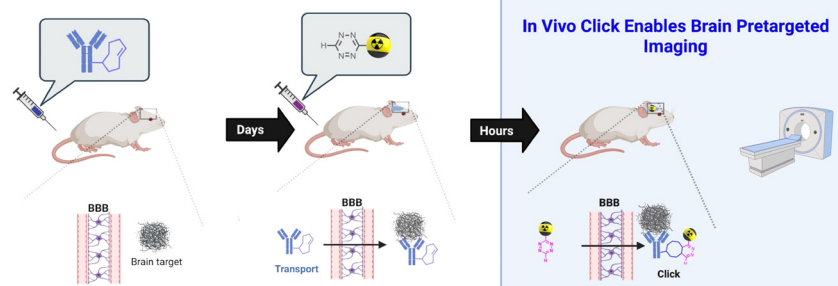 In Vivo Click Enables Brain Pretargeted
Imaging
H
N=N
N=N
Days
Hours
BBB
Brain target
BBB
Transport
BBB
N=N
N=N
H
Click
N
N
H